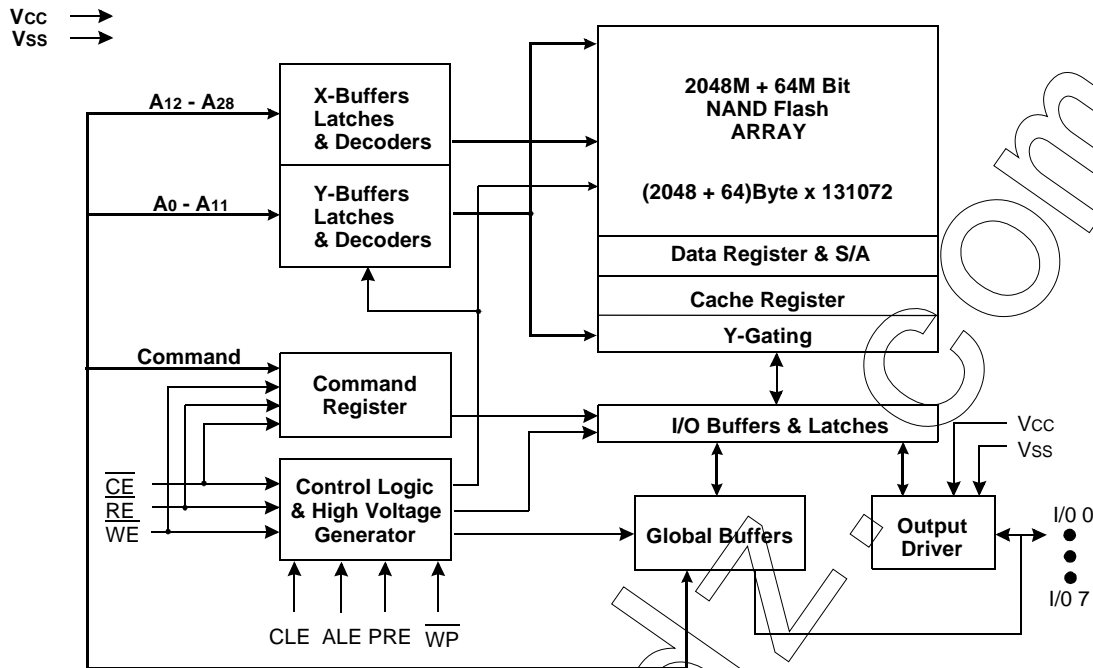 VCC
VSS
A12 - A28
X-Buffers
Latches
& Decoders
2048M + 64M Bit
NAND Flash
ARRAY
(2048 + 64)Byte x 131072
A0 - A11
Y-Buffers
Latches
& Decoders
Data Register & S/A
Cache Register
Y-Gating
Command
Command
Register
I/O Buffers & Latches
VCC
VSS
CE
RE
WE
Control Logic
& High Voltage
Generator
Global Buffers
Output
Driver
I/0 0
I/0 7
CLE ALE PRE WP
z.com